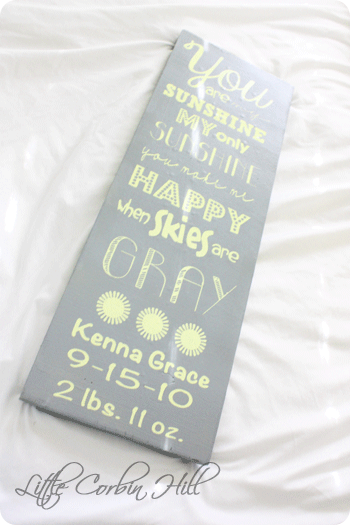 You
are
SUNSHINE
MY only
SUNSHINE
you make me
HAPPY
when skies are
GRAY
Kenna Grace
9-15-10
2 lbs. 11 oz.
Little Corbin Hill